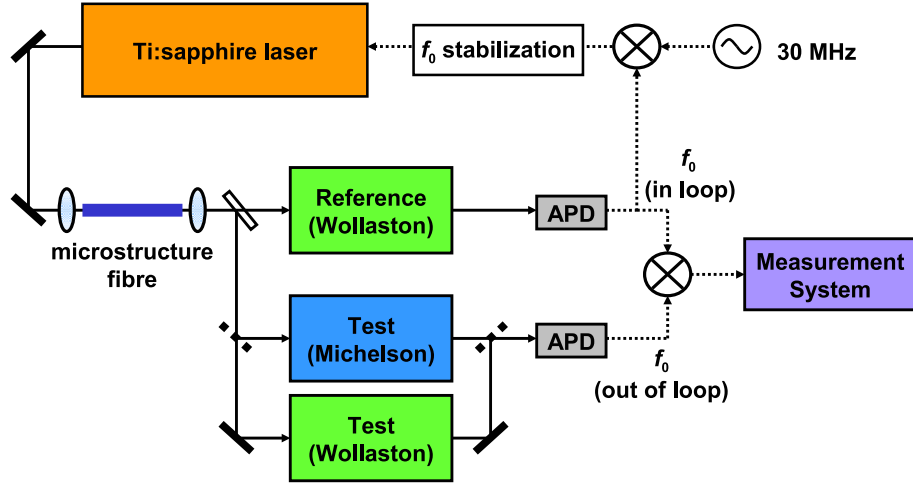 Ti:sapphire laser
f₀ stabilization
30 MHz
f₀
(in loop)
Reference
(Wollaston)
APD
microstructure
fibre
Measurement
System
Test
(Michelson)
APD
f₀
(out of loop)
Test
(Wollaston)